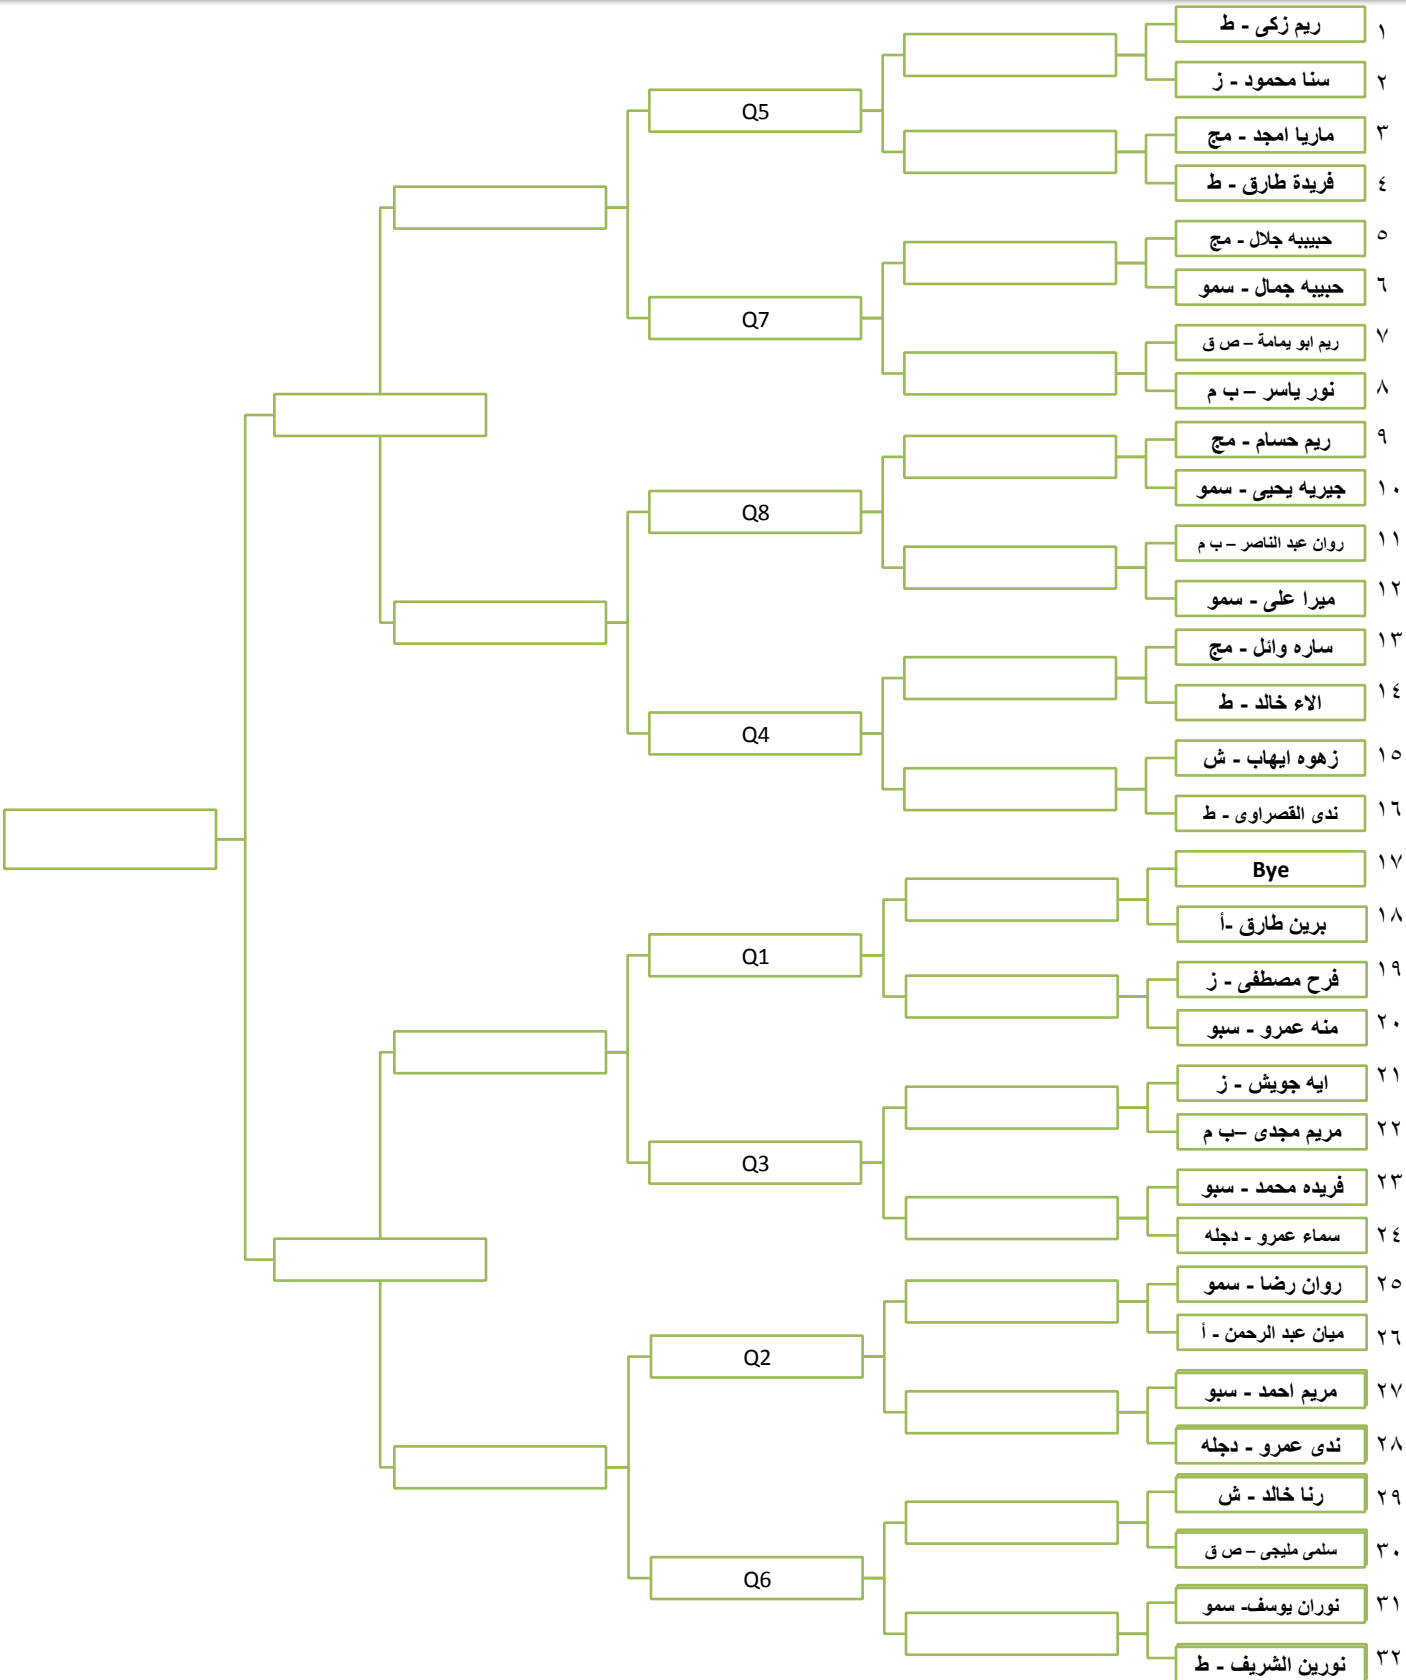 ١ ريم زكى - ط
٢ سنا محمود - ز
Q5
٣ ماريا امجد - مج
٤ فريدة طارق - ط
٥ حبيببه جلال - مج
٦ حبيبه جمال - سمو
Q7
٧ ريم ابو يمامة – ص ق
٨ نور ياسر – ب م
٩ ريم حسام - مج
١٠ جيريه يحيى - سمو
Q8
١١ روان عبد الناصر – ب م
١٢ ميرا على - سمو
١٣ ساره وائل - مج
١٤ الاء خالد - ط
Q4
١٥ زهوه ايهاب - ش
١٦ ندى القصراوى - ط
١٧ Bye
١٨ برين طارق -أ
Q1
١٩ فرح مصطفى - ز
٢٠ منه عمرو - سبو
٢١ ايه جويش - ز
٢٢ مريم مجدى –ب م
Q3
٢٣ فريده محمد - سبو
٢٤ سماء عمرو - دجله
٢٥ روان رضا - سمو
٢٦ ميان عبد الرحمن - أ
Q2
٢٧ مريم احمد - سبو
٢٨ ندى عمرو - دجله
٢٩ رنا خالد - ش
٣٠ سلمى مليجى – ص ق
Q6
٣١ نوران يوسف- سمو
٣٢ نورين الشريف - ط